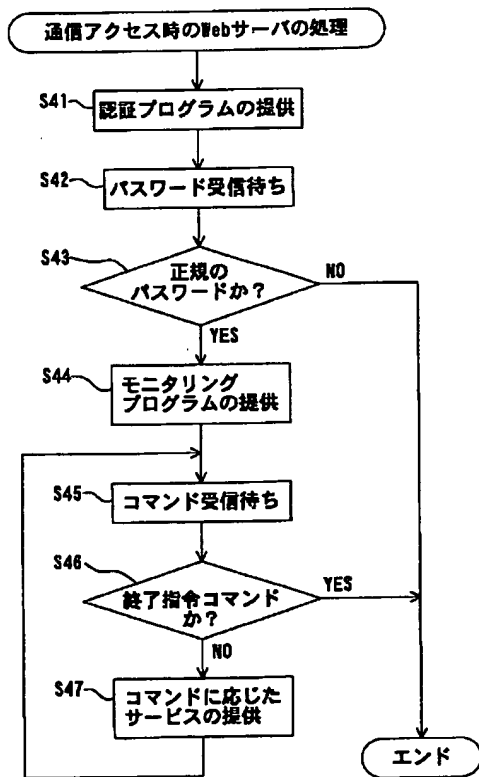 通信アクセス時のWebサーバの処理
S41
認証プログラムの提供
S42
パスワード受信待ち
S43
正規の
パスワードか?
NO
YES
S44
モニタリング
プログラムの提供
S45
コマンド受信待ち
S46
終了指令コマンド
か?
YES
NO
S47
コマンドに応じた
サービスの提供
エンド